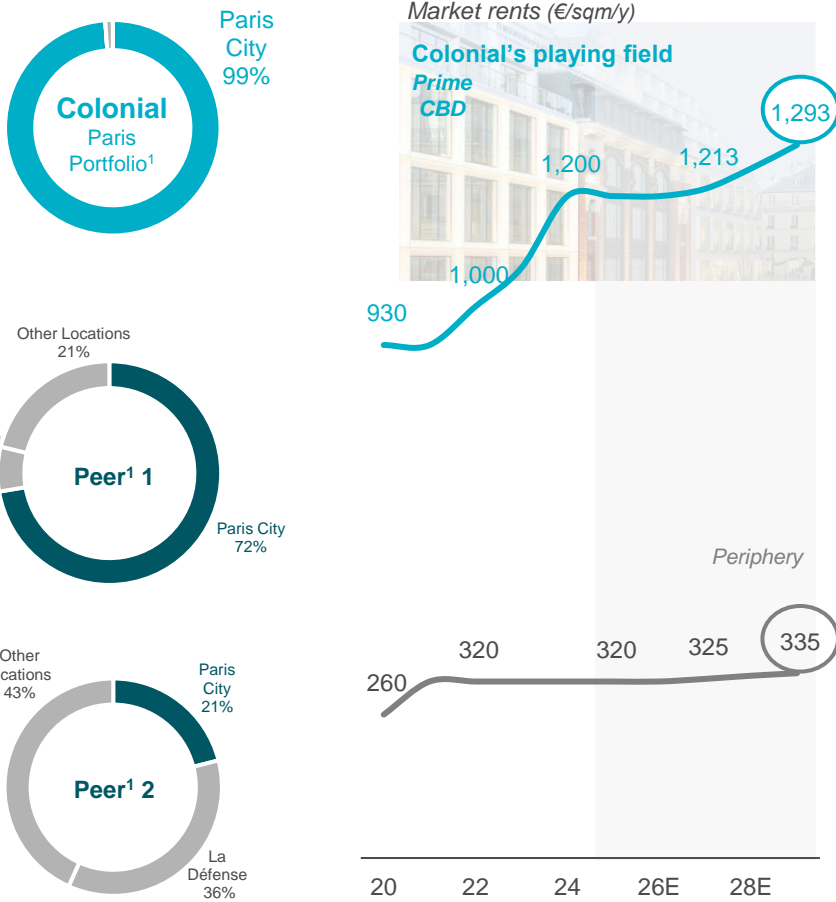 Paris
City
99%
Colonial
Paris
Portfolio¹
Market rents (€/sqm/y)
Colonial's playing field
Prime
CBD
930
1,000
1,200
1,213
1,293
Other Locations
21%
Peer¹ 1
Paris City
72%
Periphery
260
320
320
325
335
Other
cations
43%
Paris
City
21%
Peer¹ 2
La
Défense
36%
20 22 24 26E 28E